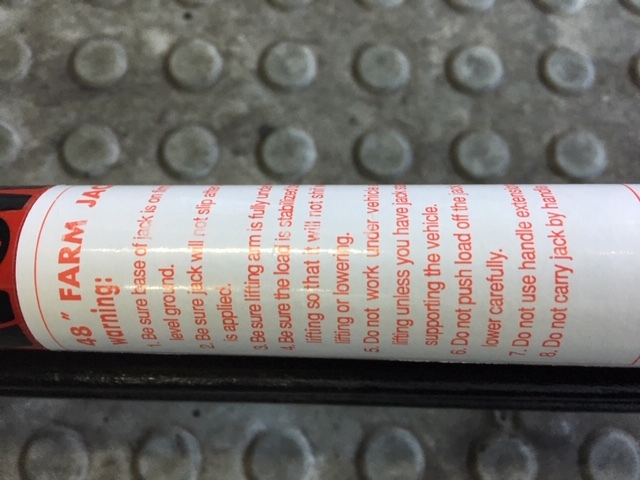 48" FARM JAC
warning:
1. Be sure base of jack is on
level ground.
2. Be sure jack will not slip
is applied.
3. Be sure lifting arm is fully
4. Be sure the load is stabilized
lifting so that it will not
lifting or lowering.
5. Do not work under vehicle
lifting unless you have jack
supporting the vehicle.
6. Do not push load off the
lower carefully.
7. Do not use handle
8. Do not carry jack by